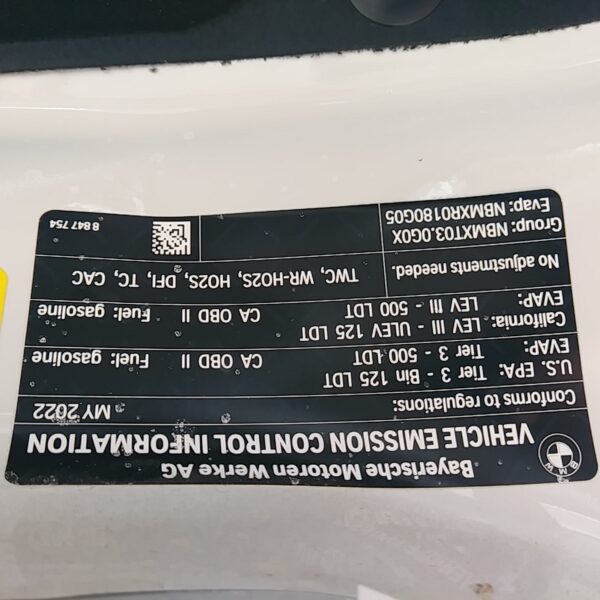 Bayerische Motoren Werke AG
VEHICLE EMISSION CONTROL INFORMATION
BMW
Conforms to regulations: MY 2022
U.S. EPA: Tier 3 - Bin 125 LDT CA OBD II Fuel: gasoline
EVAP: Tier 3 - 500 LDT
California: LEV III - ULEV 125 LDT CA OBD II Fuel: gasoline
EVAP: LEV III - 500 LDT
No adjustments needed. TWC, WR-HO2S, HO2S, DFI, TC, CAC
Group: NBMXT03.0G0X
Evap: NBMXR0180G05
8 847 754